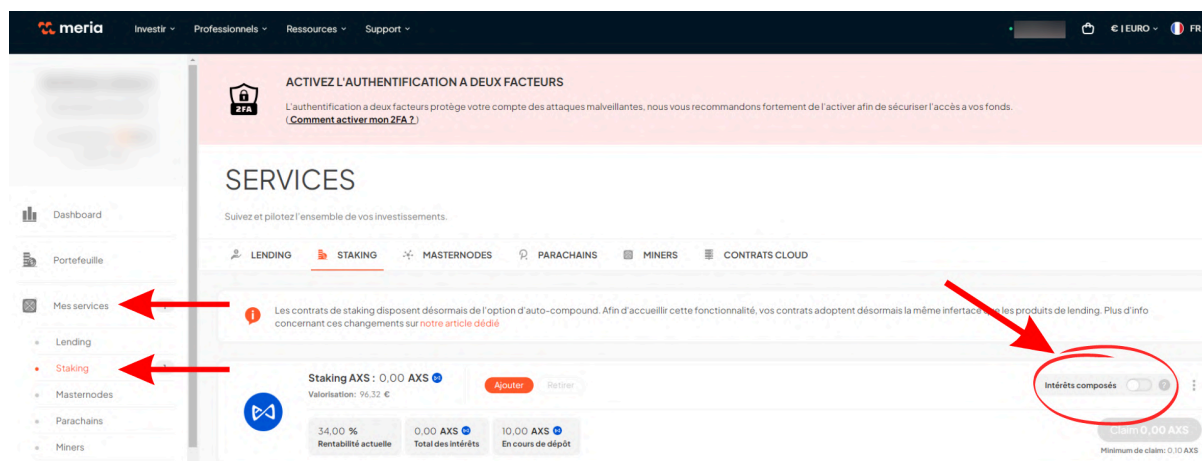 meria
Investir
Professionnels
Ressources
Support
€ | EURO
FR
2FA
ACTIVEZ L'AUTHENTIFICATION A DEUX FACTEURS
L'authentification a deux facteurs protège votre compte des attaques malveillantes, nous vous recommandons fortement de l'activer afin de sécuriser l'accès a vos fonds.
( Comment activer mon 2FA ? )
SERVICES
Suivez et pilotez l'ensemble de vos investissements.
Dashboard
Portefeuille
Mes services
Lending
Staking
Masternodes
Parachains
Miners
LENDING
STAKING
MASTERNODES
PARACHAINS
MINERS
CONTRATS CLOUD
Les contrats de staking disposent désormais de l'option d'auto-compound. Afin d'accueillir cette fonctionnalité, vos contrats adoptent désormais la même infertace que les produits de lending. Plus d'info
concernant ces changements sur notre article dédié
Staking AXS : 0,00 AXS
Valorisation: 96,32 €
Ajouter
Retirer
Intérêts composés
?
34,00 %
Rentabilité actuelle
0,00 AXS
Total des intérêts
10,00 AXS
En cours de dépôt
Claim 0,00 AXS
Minimum de claim: 0,10 AXS